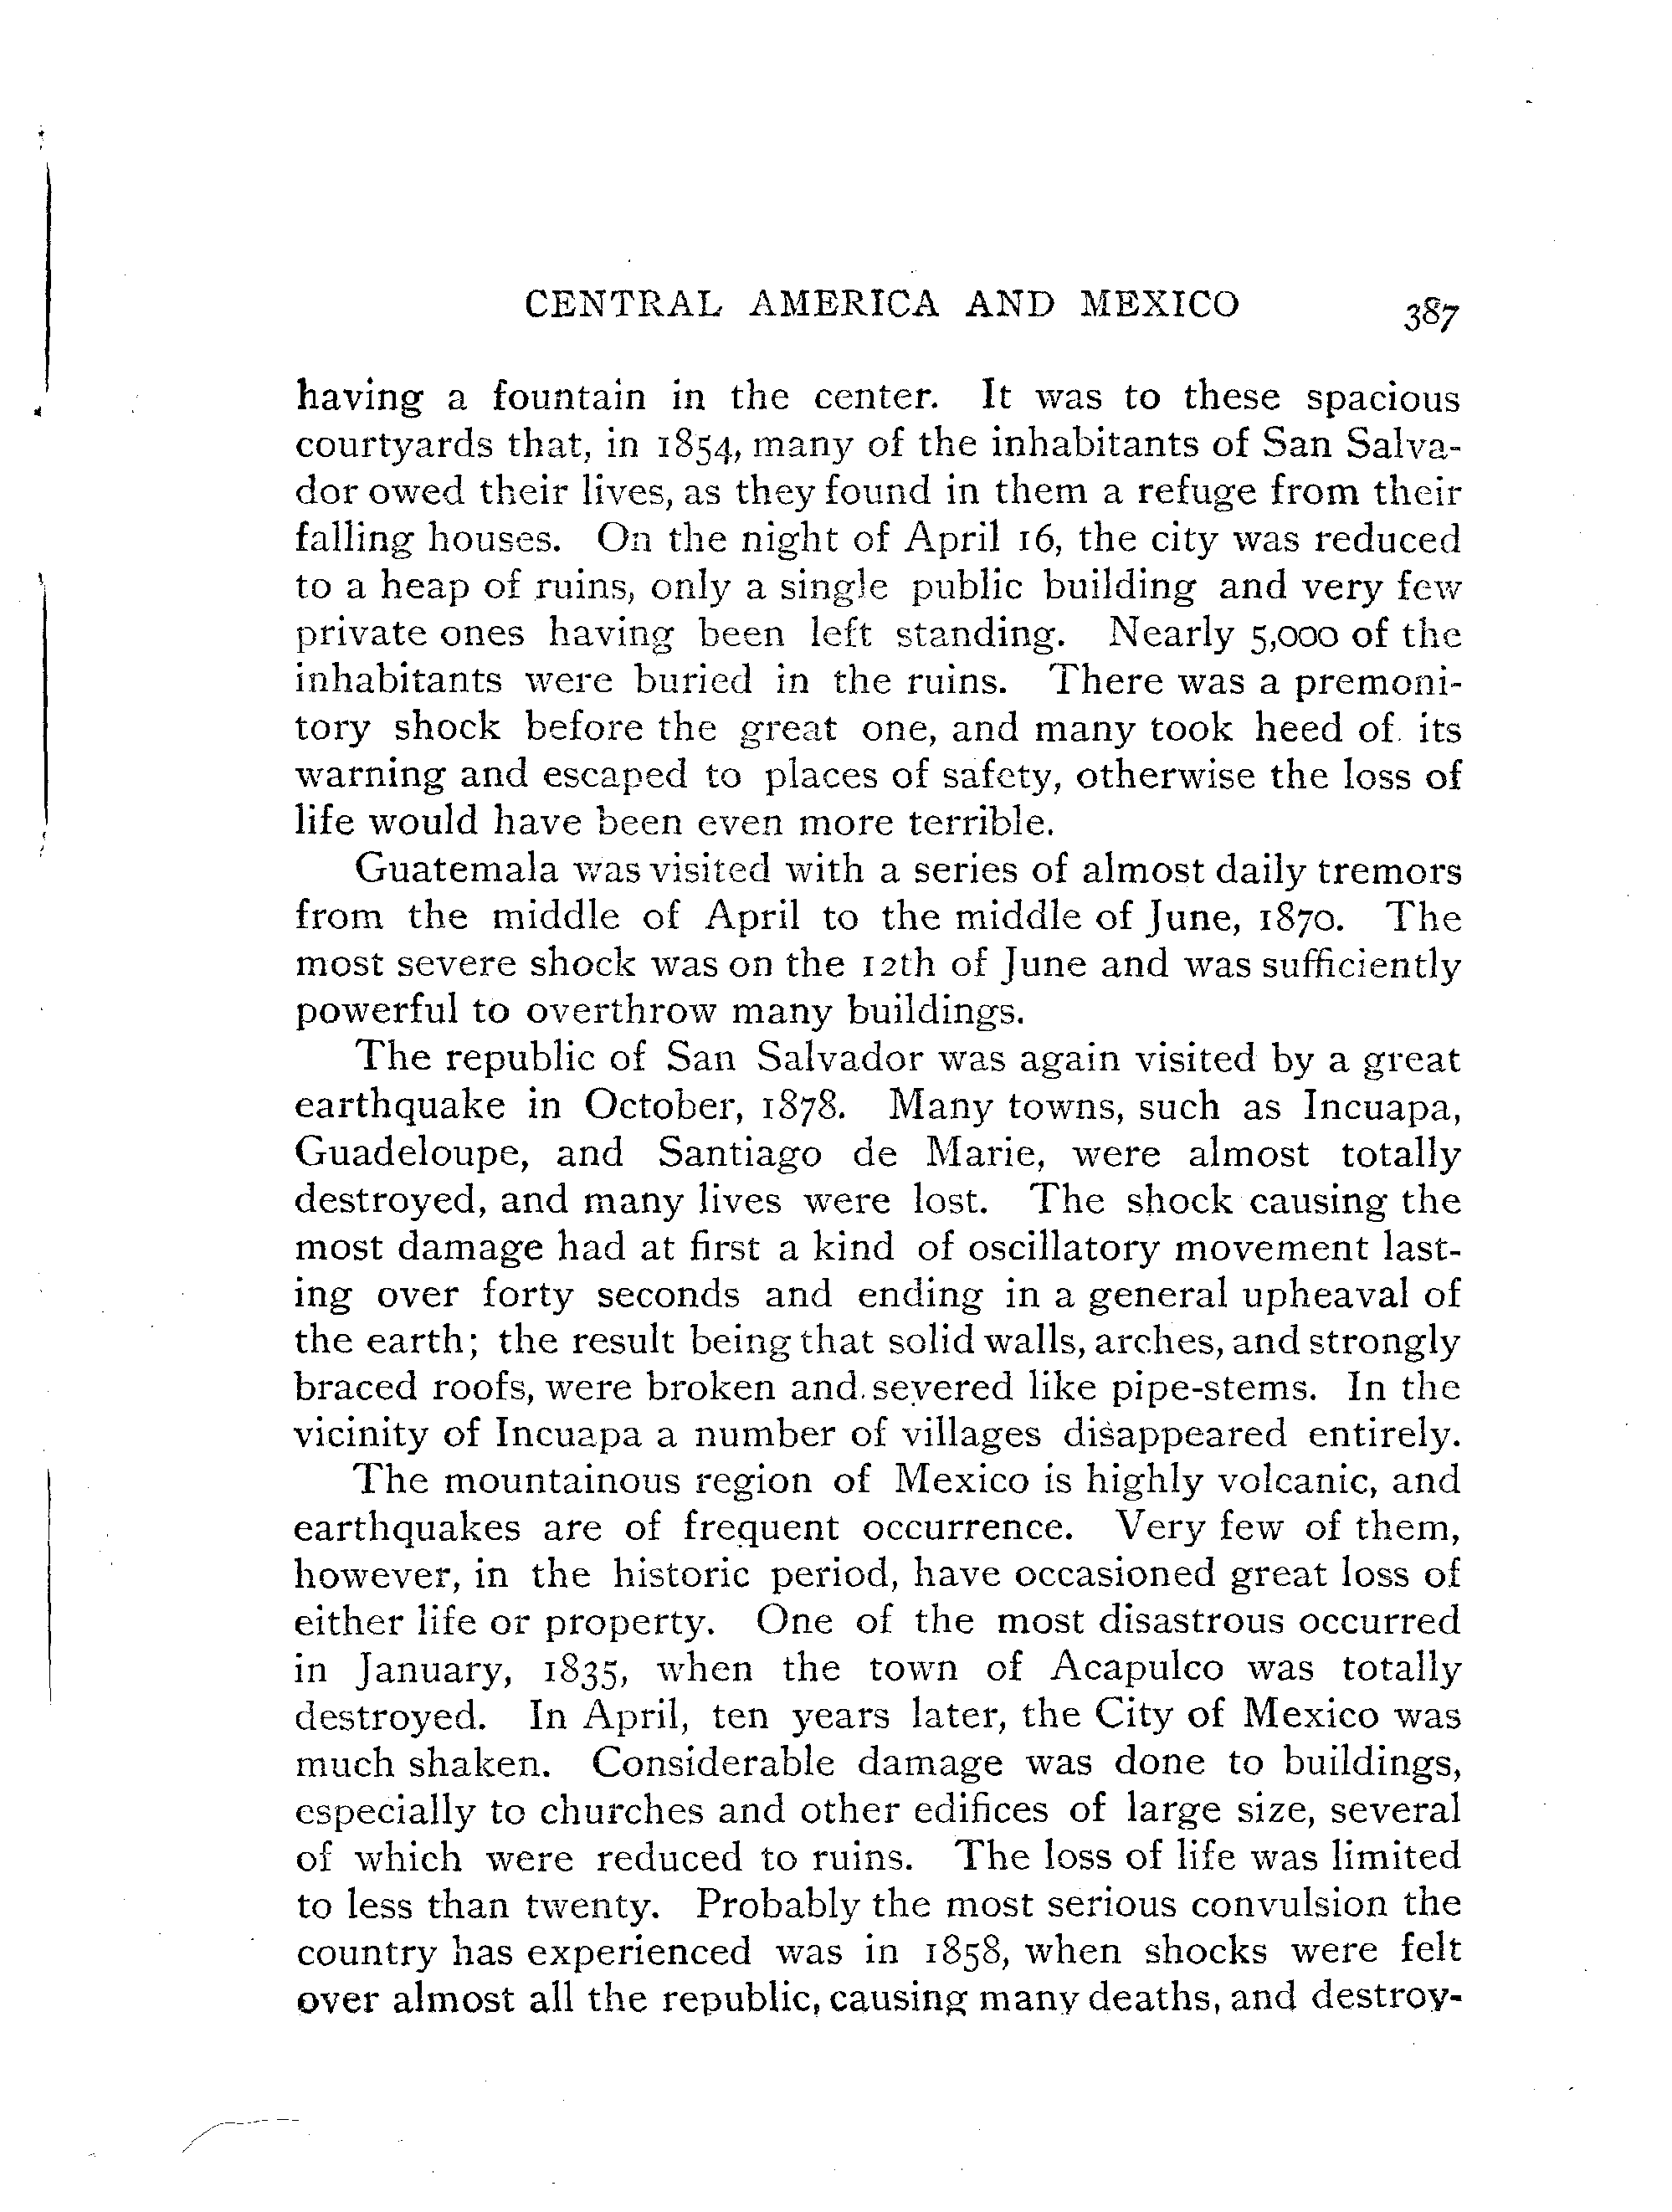 CENTRAL AMERICA AND MEXICO 387
having a fountain in the center. It was to these spacious
courtyards that, in 1854, many of the inhabitants of San Salva-
dor owed their lives, as they found in them a refuge from their
falling houses. On the night of April 16, the city was reduced
to a heap of ruins, only a single public building and very few
private ones having been left standing. Nearly 5,000 of the
inhabitants were buried in the ruins. There was a premoni-
tory shock before the great one, and many took heed of its
warning and escaped to places of safety, otherwise the loss of
life would have been even more terrible.
Guatemala was visited with a series of almost daily tremors
from the middle of April to the middle of June, 1870. The
most severe shock was on the 12th of June and was sufficiently
powerful to overthrow many buildings.
The republic of San Salvador was again visited by a great
earthquake in October, 1878. Many towns, such as Incuapa,
Guadeloupe, and Santiago de Marie, were almost totally
destroyed, and many lives were lost. The shock causing the
most damage had at first a kind of oscillatory movement last-
ing over forty seconds and ending in a general upheaval of
the earth; the result being that solid walls, arches, and strongly
braced roofs, were broken and severed like pipe-stems. In the
vicinity of Incuapa a number of villages disappeared entirely.
The mountainous region of Mexico is highly volcanic, and
earthquakes are of frequent occurrence. Very few of them,
however, in the historic period, have occasioned great loss of
either life or property. One of the most disastrous occurred
in January, 1835, when the town of Acapulco was totally
destroyed. In April, ten years later, the City of Mexico was
much shaken. Considerable damage was done to buildings,
especially to churches and other edifices of large size, several
of which were reduced to ruins. The loss of life was limited
to less than twenty. Probably the most serious convulsion the
country has experienced was in 1858, when shocks were felt
over almost all the republic, causing many deaths, and destroy-